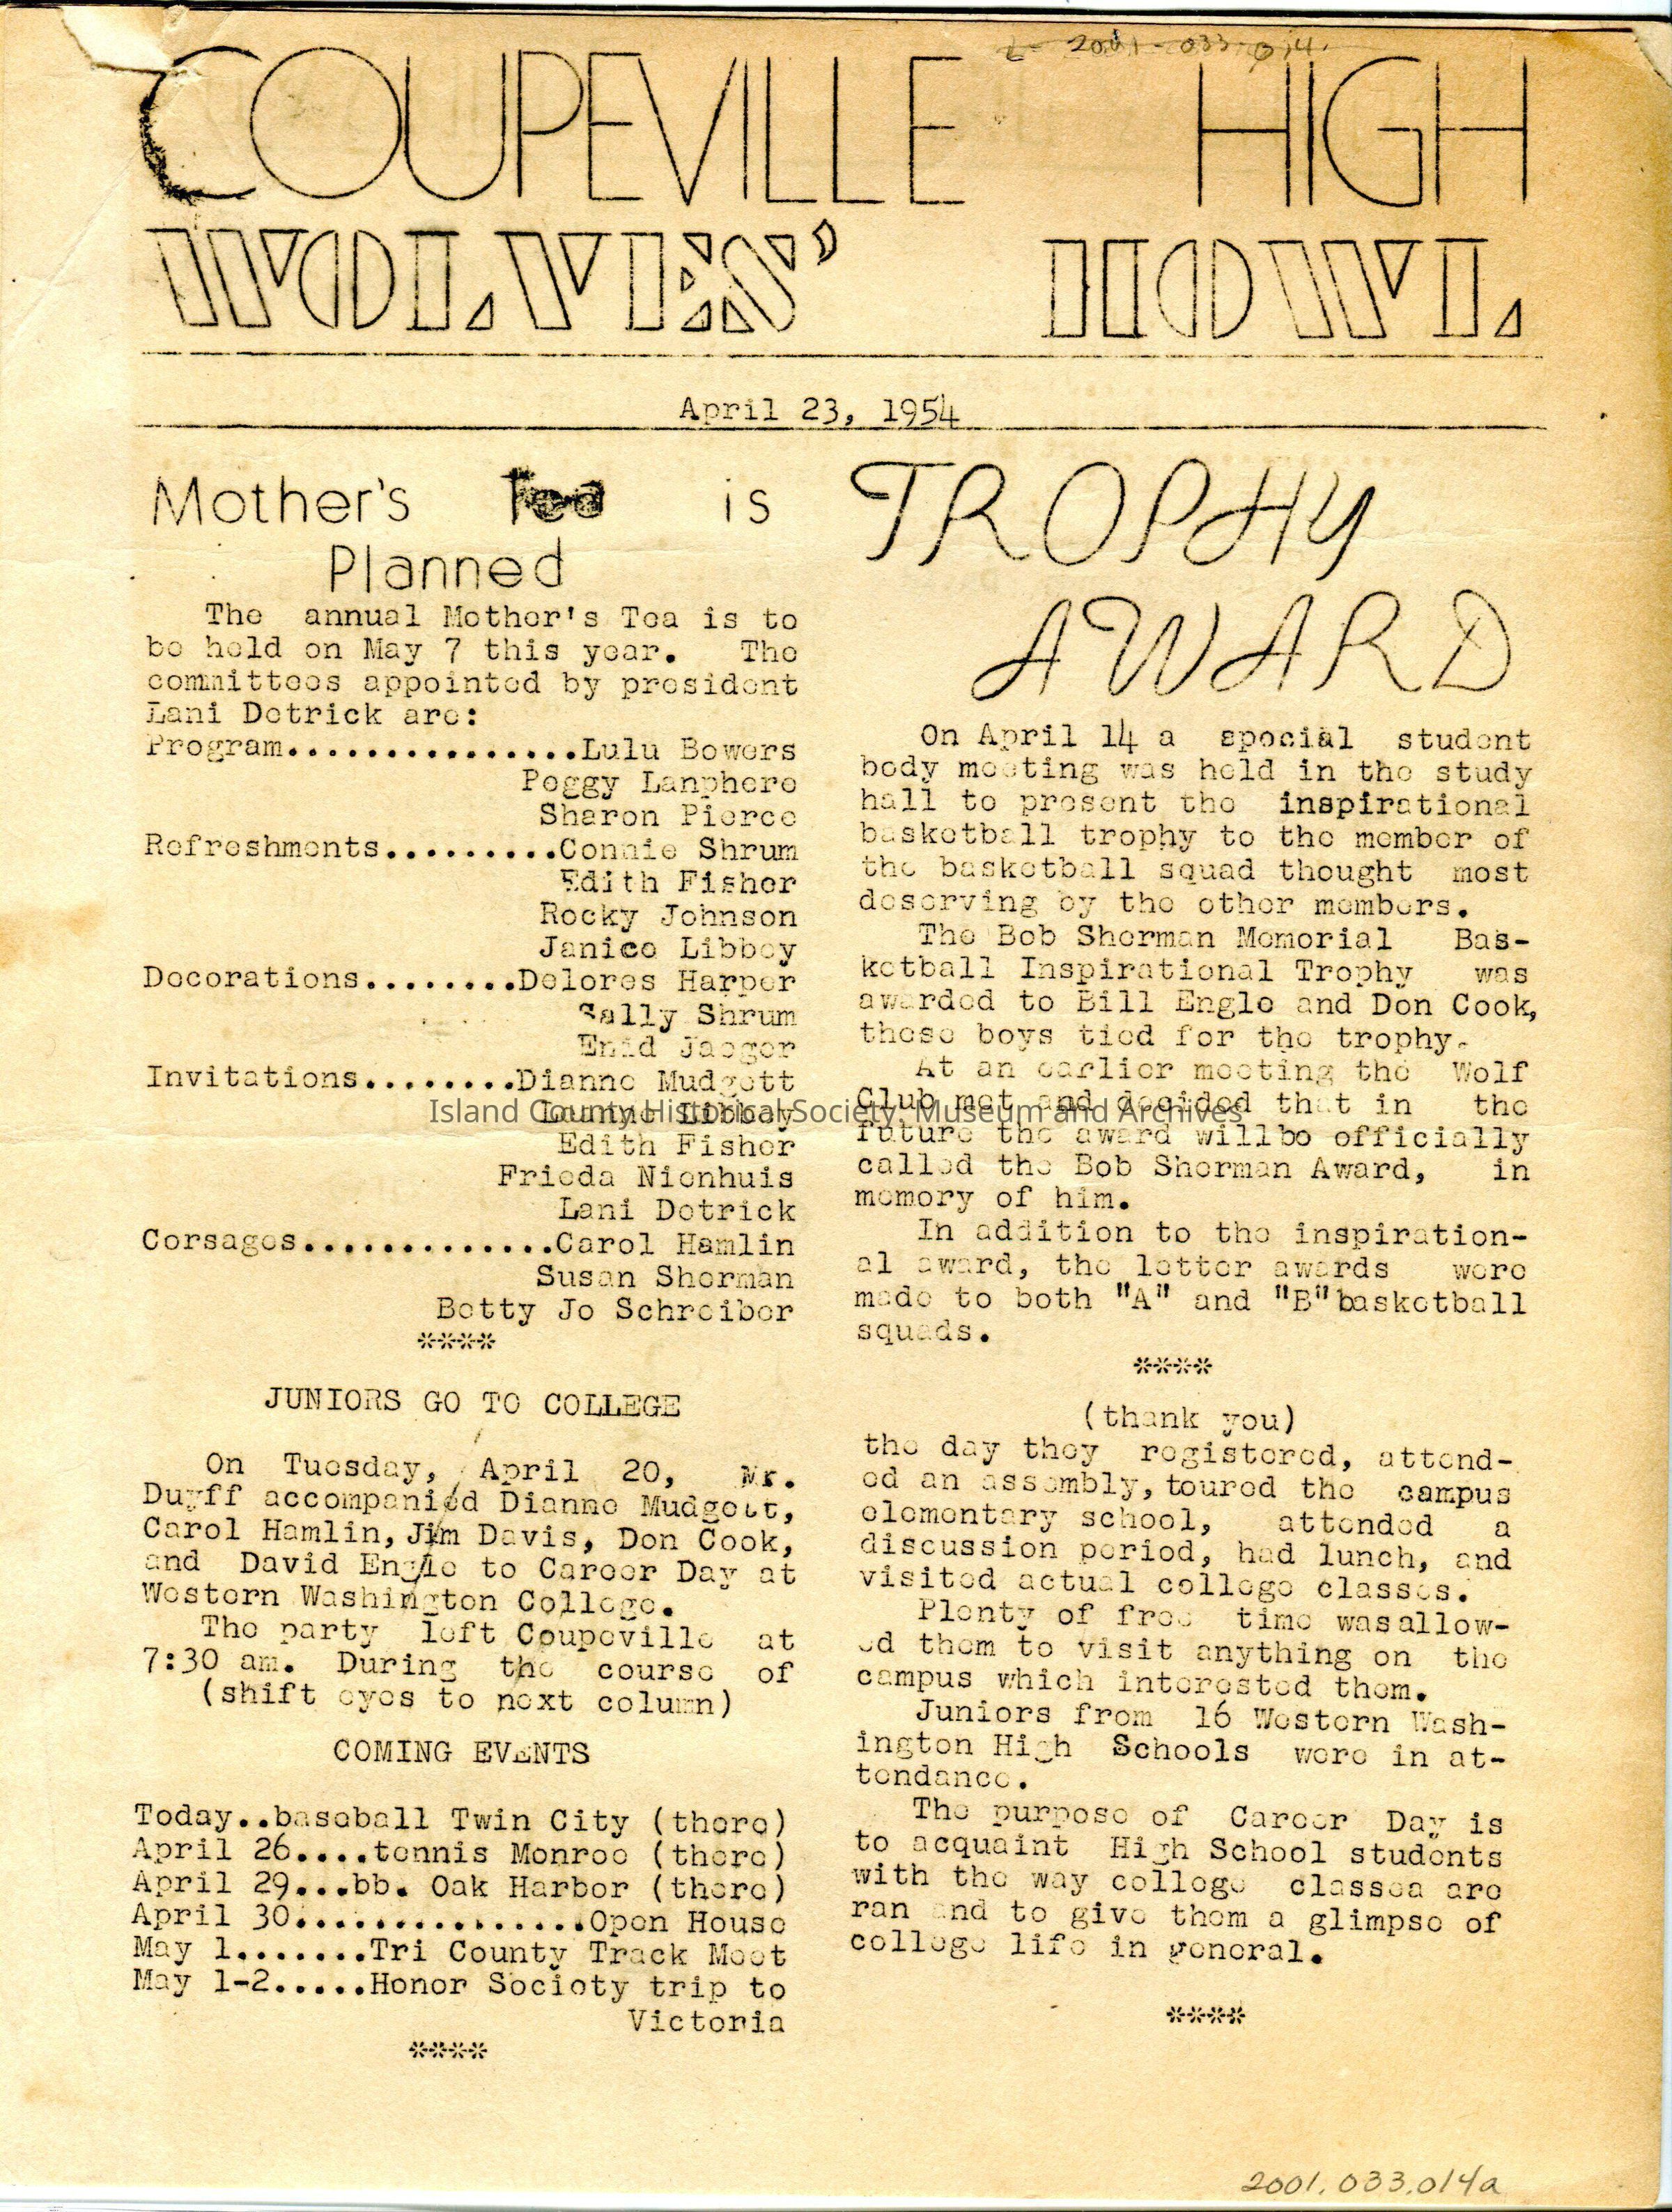 2001-033-014.
COUPEVILLE HIGH
WOLVES' HOWL
April 23, 1954
Mother's Tea is
Planned
The annual Mother's Tea is to
be held on May 7 this year. The
committees appointed by president
Lani Detrick are:
Program...............Lulu Bowers
Peggy Lanphere
Sharon Pierce
Refreshments.........Connie Shrum
Edith Fisher
Rocky Johnson
Janice Libbey
Decorations........Delores Harper
Sally Shrum
Enid Jaeger
Invitations........Dianne Mudgett
Libbey
Edith Fisher
Frieda Nienhuis
Lani Detrick
Corsages.............Carol Hamlin
Susan Sherman
Betty Jo Schreiber
****
JUNIORS GO TO COLLEGE
On Tuesday, April 20, Mr.
Duyff accompanied Dianne Mudgett,
Carol Hamlin, Jim Davis, Don Cook,
and David Engle to Career Day at
Western Washington College.
The party left Coupeville at
7:30 am. During the course of
(shift eyes to next column)
COMING EVENTS
Today..baseball Twin City (there)
April 26....tennis Monroe (there)
April 29...bb. Oak Harbor (there)
April 30...............Open House
May 1.......Tri County Track Meet
May 1-2.....Honor Society trip to
Victoria
****
TROPHY
AWARD
On April 14 a special student
body meeting was held in the study
hall to present the inspirational
basketball trophy to the member of
the basketball squad thought most
deserving by the other members.
The Bob Sherman Memorial Bas-
ketball Inspirational Trophy was
awarded to Bill Engle and Don Cook,
these boys tied for the trophy.
At an earlier meeting the Wolf
Club met and decided that in the
future the award willbe officially
called the Bob Sherman Award, in
memory of him.
In addition to the inspiration-
al award, the letter awards were
made to both "A" and "B"basketball
squads.
****
(thank you)
the day they registered, attend-
ed an assembly, toured the campus
elementary school, attended a
discussion period, had lunch, and
visited actual college classes.
Plenty of free time wasallow-
ed them to visit anything on the
campus which interested them.
Juniors from 16 Western Wash-
ington High Schools were in at-
tendance.
The purpose of Career Day is
to acquaint High School students
with the way college classea are
ran and to give them a glimpse of
college life in general.
****
Island County Historical Society, Museum and Archives
2001.033.014a